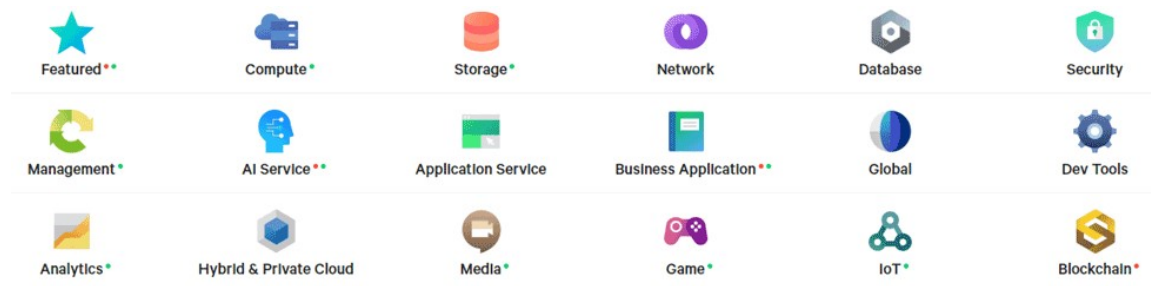 Featured
Compute
Storage
Network
Database
Security
Management
AI Service
Application Service
Business Application
Global
Dev Tools
Analytics
Hybrid & Private Cloud
Media
Game
IoT
Blockchain